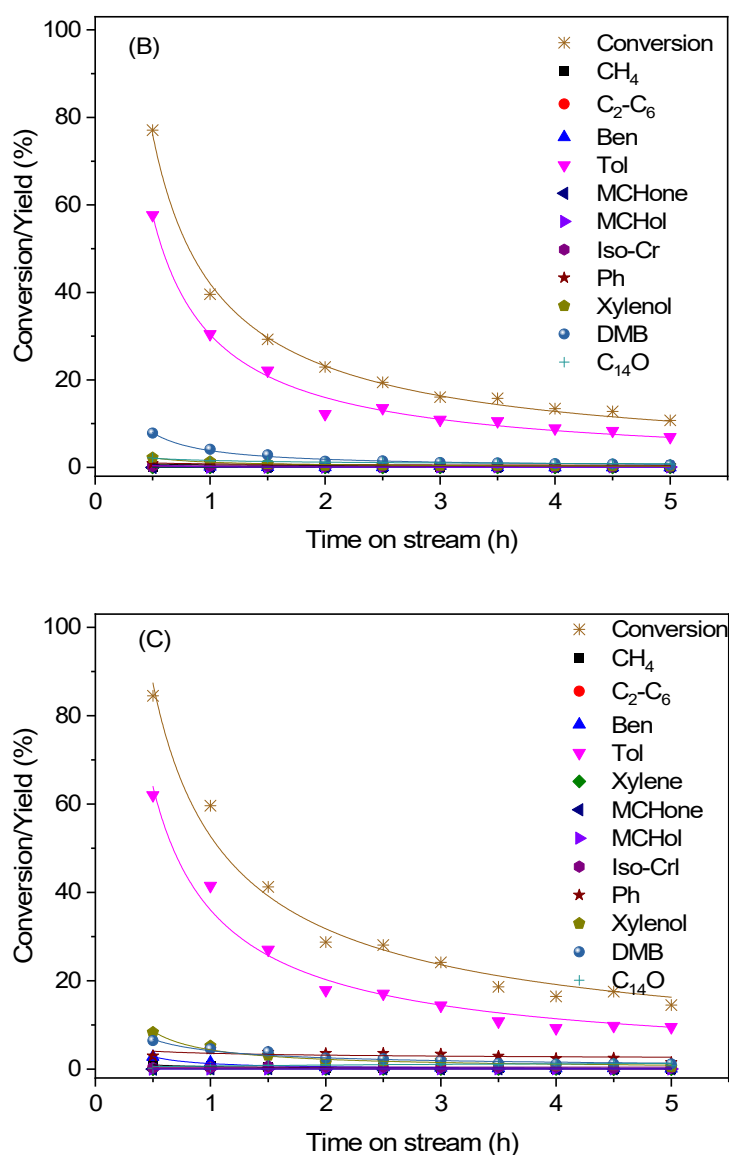 100
(B)
Conversion
CH₄
C₂-C₆
80
Ben
Tol
MCHone
60
MCHol
Iso-Cr
Ph
40
Xylenol
DMB
C₁₄O
20
0
Conversion/Yield (%)
0 1 2 3 4 5
Time on stream (h)
100
(C)
Conversion
CH₄
C₂-C₆
80
Ben
Tol
Xylene
60
MCHone
MCHol
Iso-Crl
40
Ph
Xylenol
DMB
20
C₁₄O
0
Conversion/Yield (%)
0 1 2 3 4 5
Time on stream (h)